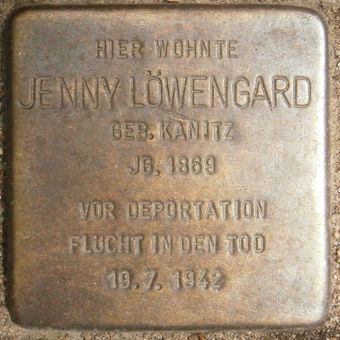 HIER WOHNTE
JENNY LÖWENGARD
GEB. KANITZ
JG. 1869
VOR DEPORTATION
FLUCHT IN DEN TOD
19. 7. 1942